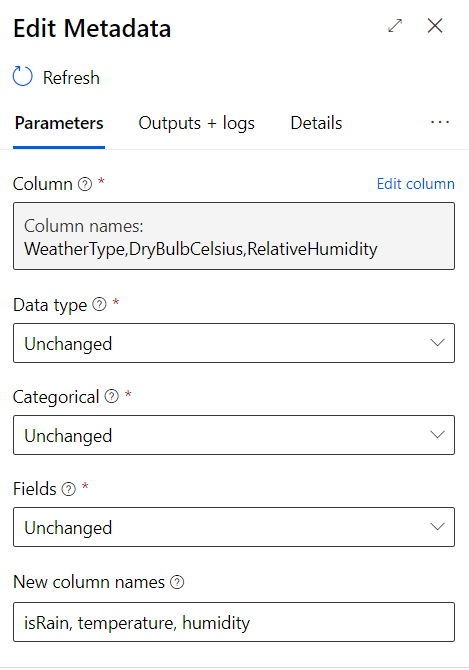 Edit Metadata
Refresh
Parameters Outputs + logs Details ...
Column ? * Edit column
Column names:
WeatherType,DryBulbCelsius,RelativeHumidity
Data type ? *
Unchanged
Categorical ? *
Unchanged
Fields ? *
Unchanged
New column names ?
isRain, temperature, humidity